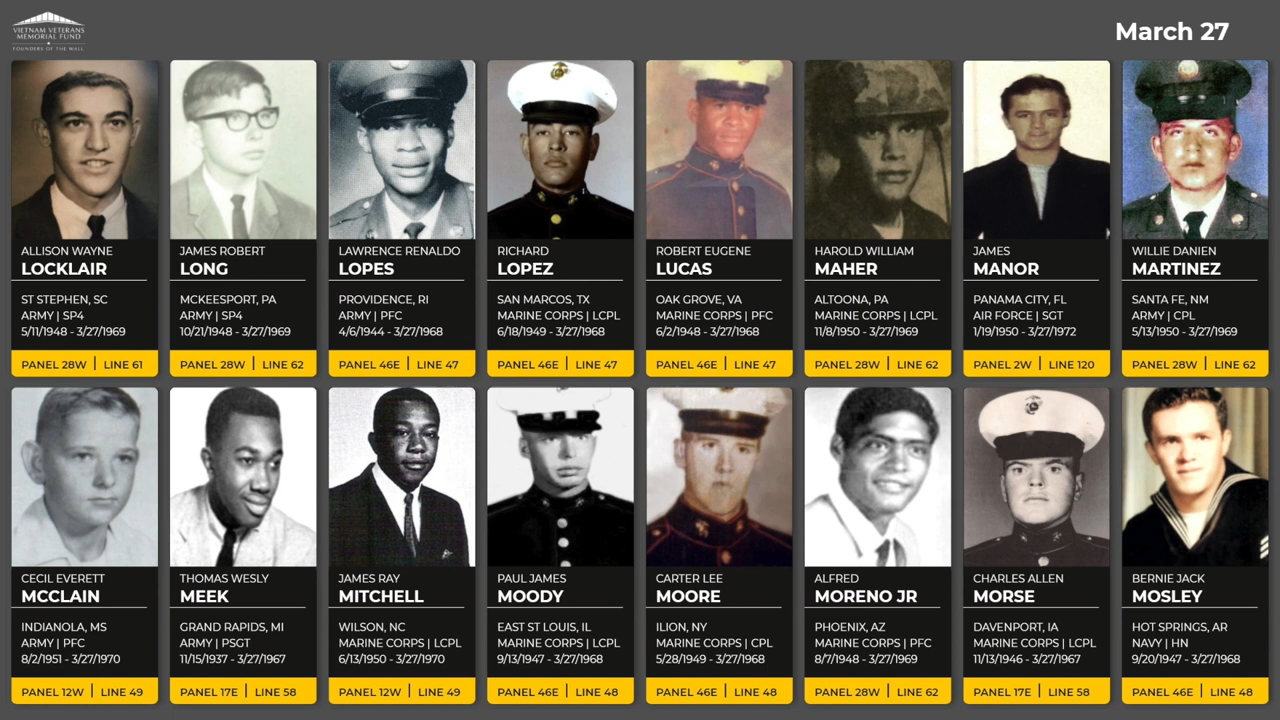 VIETNAM VETERANS
MEMORIAL FUND
FOUNDERS OF THE WALL
March 27
ALLISON WAYNE
LOCKLAIR
ST STEPHEN, SC
ARMY | SP4
5/11/1948 - 3/27/1969
PANEL 28W | LINE 61
JAMES ROBERT
LONG
MCKEESPORT, PA
ARMY | SP4
10/21/1948 - 3/27/1969
PANEL 28W | LINE 62
LAWRENCE RENALDO
LOPES
PROVIDENCE, RI
ARMY | PFC
4/6/1944 - 3/27/1968
PANEL 46E | LINE 47
RICHARD
LOPEZ
SAN MARCOS, TX
MARINE CORPS | LCPL
6/18/1949 - 3/27/1968
PANEL 46E | LINE 47
ROBERT EUGENE
LUCAS
OAK GROVE, VA
MARINE CORPS | PFC
6/2/1948 - 3/27/1968
PANEL 46E | LINE 47
HAROLD WILLIAM
MAHER
ALTOONA, PA
MARINE CORPS | LCPL
11/8/1950 - 3/27/1969
PANEL 28W | LINE 62
JAMES
MANOR
PANAMA CITY, FL
AIR FORCE | SGT
1/19/1950 - 3/27/1972
PANEL 2W | LINE 120
WILLIE DANIEN
MARTINEZ
SANTA FE, NM
ARMY | CPL
5/13/1950 - 3/27/1969
PANEL 28W | LINE 62
CECIL EVERETT
MCCLAIN
INDIANOLA, MS
ARMY | PFC
8/2/1951 - 3/27/1970
PANEL 12W | LINE 49
THOMAS WESLY
MEEK
GRAND RAPIDS, MI
ARMY | PSGT
11/15/1937 - 3/27/1967
PANEL 17E | LINE 58
JAMES RAY
MITCHELL
WILSON, NC
MARINE CORPS | LCPL
6/13/1950 - 3/27/1970
PANEL 12W | LINE 49
PAUL JAMES
MOODY
EAST ST LOUIS, IL
MARINE CORPS | LCPL
9/13/1947 - 3/27/1968
PANEL 46E | LINE 48
CARTER LEE
MOORE
ILION, NY
MARINE CORPS | CPL
5/28/1949 - 3/27/1968
PANEL 46E | LINE 48
ALFRED
MORENO JR
PHOENIX, AZ
MARINE CORPS | PFC
8/7/1948 - 3/27/1969
PANEL 28W | LINE 62
CHARLES ALLEN
MORSE
DAVENPORT, IA
MARINE CORPS | LCPL
11/13/1946 - 3/27/1967
PANEL 17E | LINE 58
BERNIE JACK
MOSLEY
HOT SPRINGS, AR
NAVY | HN
9/20/1947 - 3/27/1968
PANEL 46E | LINE 48